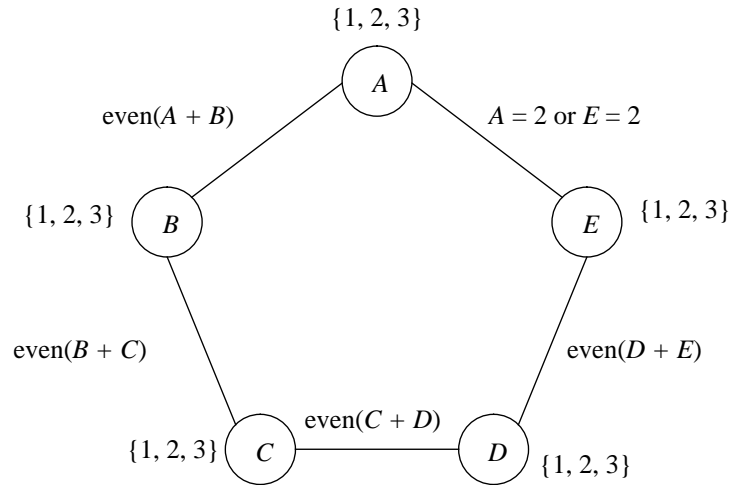 {1, 2, 3}
A
even(A + B)
A = 2 or E = 2
{1, 2, 3}
B
E
{1, 2, 3}
even(B + C)
even(D + E)
even(C + D)
{1, 2, 3}
C
D
{1, 2, 3}